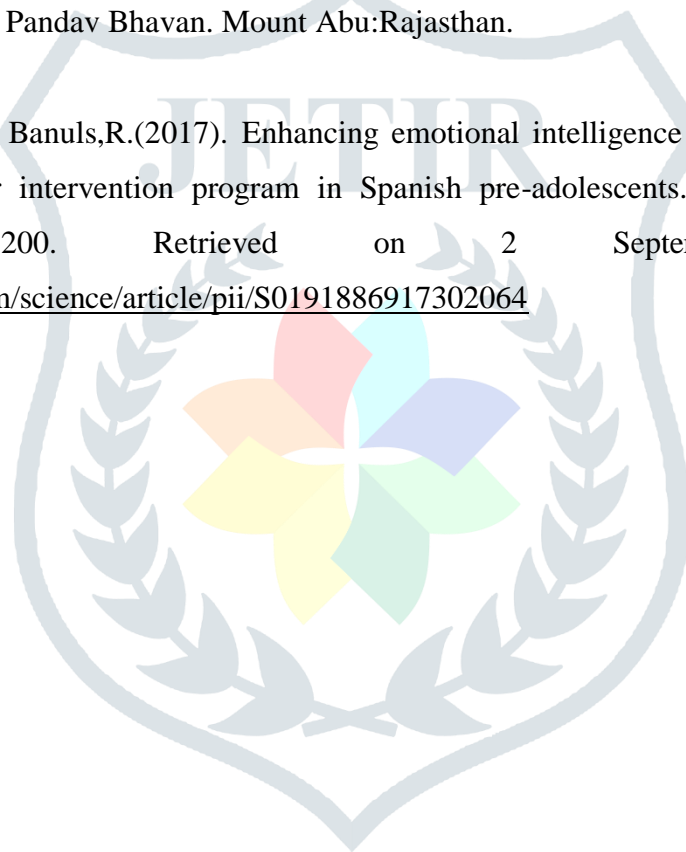 Pandav Bhavan. Mount Abu:Rajasthan.
JETIR
Banuls,R.(2017). Enhancing emotional intelligence
intervention program in Spanish pre-adolescents.
200. Retrieved on 2
/science/article/pii/S0191886917302064